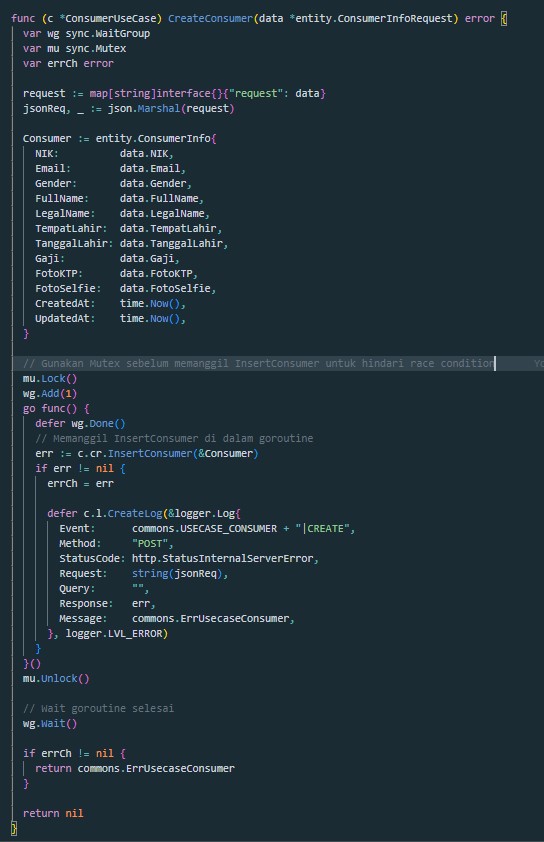 func (c *ConsumerUseCase) CreateConsumer(data *entity.ConsumerInfoRequest) error {
  var wg sync.WaitGroup
  var mu sync.Mutex
  var errCh error

  request := map[string]interface{}{"request": data}
  jsonReq, _ := json.Marshal(request)

  Consumer := entity.ConsumerInfo{
    NIK:          data.NIK,
    Email:        data.Email,
    Gender:       data.Gender,
    FullName:     data.FullName,
    LegalName:    data.LegalName,
    TempatLahir:  data.TempatLahir,
    TanggalLahir: data.TanggalLahir,
    Gaji:         data.Gaji,
    FotoKTP:      data.FotoKTP,
    FotoSelfie:   data.FotoSelfie,
    CreatedAt:    time.Now(),
    UpdatedAt:    time.Now(),
  }

  // Gunakan Mutex sebelum memanggil InsertConsumer untuk hindari race condition
  mu.Lock()
  wg.Add(1)
  go func() {
    defer wg.Done()
    // Memanggil InsertConsumer di dalam goroutine
    err := c.cr.InsertConsumer(&Consumer)
    if err != nil {
      errCh = err

      defer c.l.CreateLog(&logger.Log{
        Event:      commons.USECASE_CONSUMER + "|CREATE",
        Method:     "POST",
        StatusCode: http.StatusInternalServerError,
        Request:    string(jsonReq),
        Query:      "",
        Response:   err,
        Message:    commons.ErrUsecaseConsumer,
      }, logger.LVL_ERROR)
    }
  }()
  mu.Unlock()

  // Wait goroutine selesai
  wg.Wait()

  if errCh != nil {
    return commons.ErrUsecaseConsumer
  }

  return nil
}